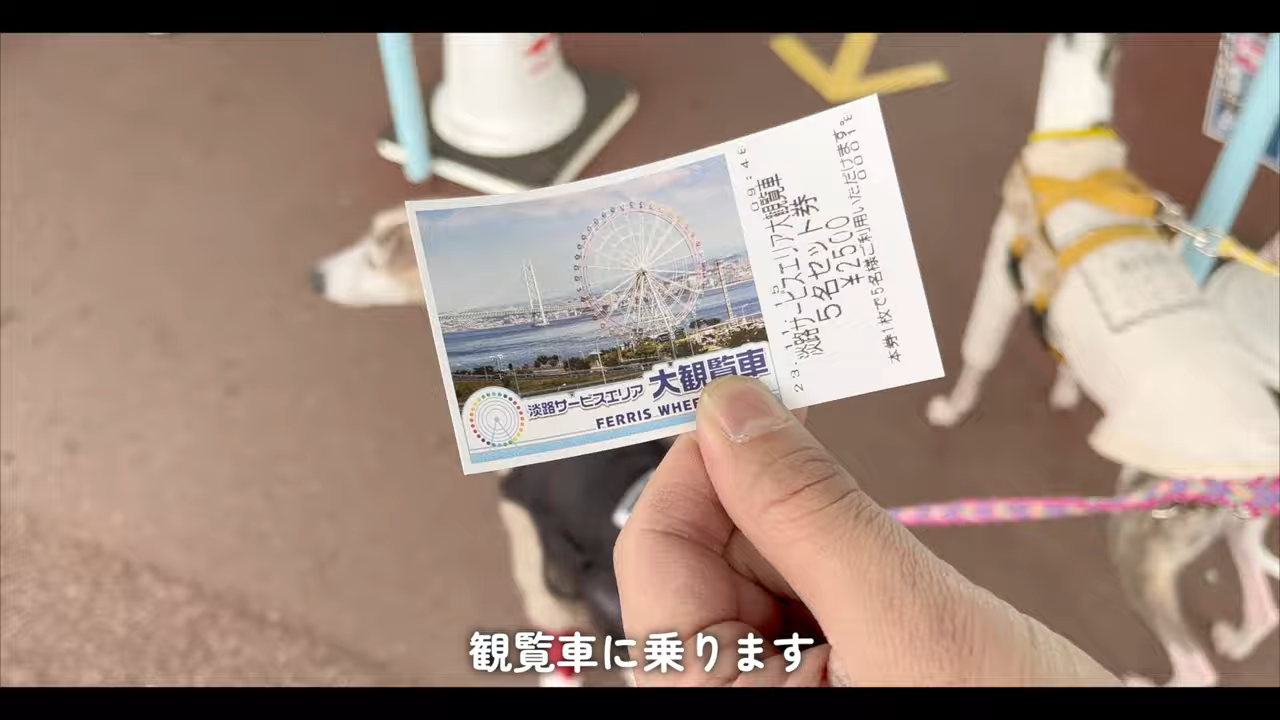 淡路サービスエリア 大観覧車
FERRIS WHE
淡路サービスエリア大観覧車
5名セット券
¥2500
本券1枚で5名様ご利用いただけます。
観覧車に乗ります